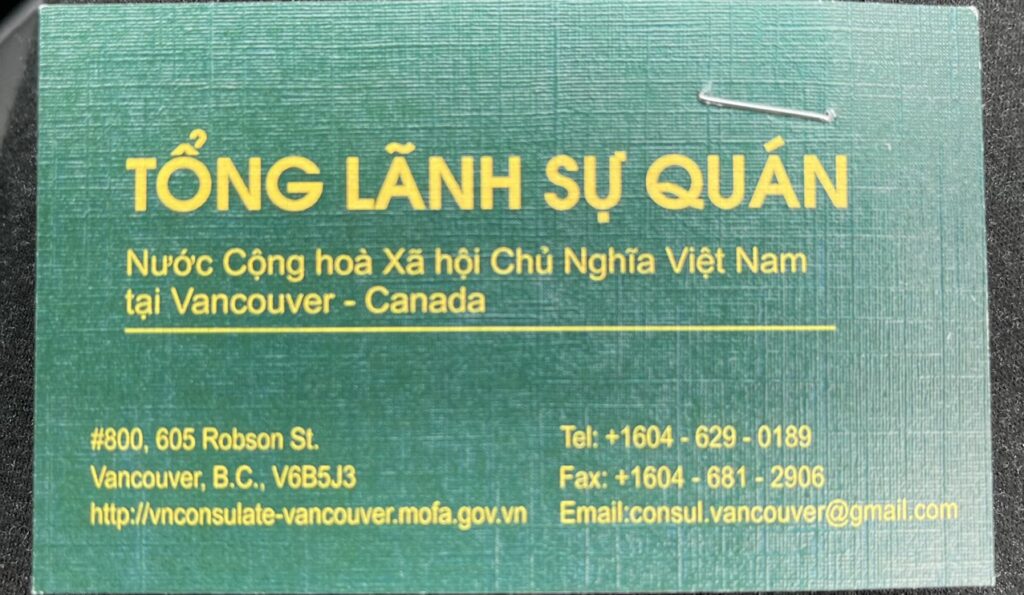 TỔNG LÃNH SỰ QUÁN
Nước Cộng hoà Xã hội Chủ Nghĩa Việt Nam
tại Vancouver - Canada
#800, 605 Robson St.
Vancouver, B.C., V6B5J3
http://vnconsulate-vancouver.mofa.gov.vn
Tel: +1604 - 629 - 0189
Fax: +1604 - 681 - 2906
Email:consul.vancouver@gmail.com